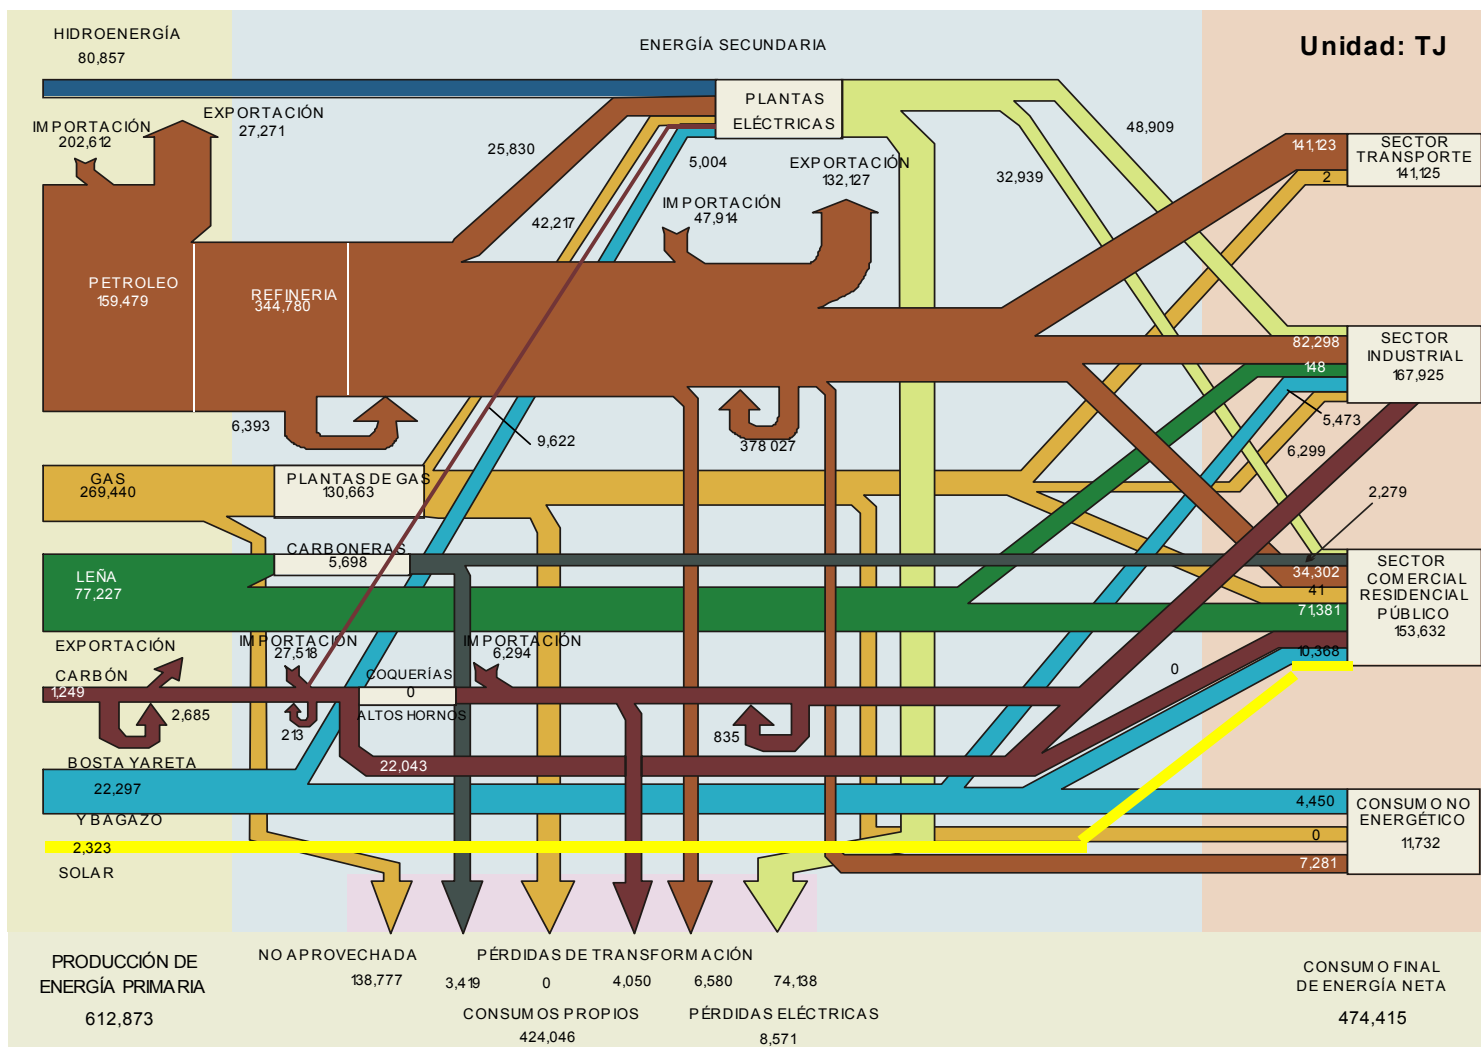 HIDROENERGÍA
80,857
ENERGÍA SECUNDARIA
Unidad: TJ
IMPORTACIÓN
202,612
EXPORTACIÓN
27,271
PLANTAS
ELÉCTRICAS
25,830
42,217
5,004
EXPORTACIÓN
132,127
IMPORTACIÓN
47,914
48,909
32,939
141,123
2
SECTOR
TRANSPORTE
141,125
PETROLEO
159,479
REFINERIA
344,780
82,298
148
SECTOR
INDUSTRIAL
167,925
6,393
9,622
378 027
5,473
6,299
GAS
269,440
PLANTAS DE GAS
130,663
2,279
CARBONERAS
5,698
LEÑA
77,227
34,302
41
71,381
10,368
SECTOR
COMERCIAL
RESIDENCIAL
PÚBLICO
153,632
EXPORTACIÓN
CARBÓN
1,249
2,685
IMPORTACIÓN
27,518
213
COQUERÍAS
0
ALTOS HORNOS
IMPORTACIÓN
6,294
835
0
22,043
BOSTA YARETA
22,297
Y BAGAZO
2,323
SOLAR
4,450
0
7,281
CONSUMO NO
ENERGÉTICO
11,732
PRODUCCIÓN DE
ENERGÍA PRIMARIA
612,873
NO APROVECHADA
138,777
PÉRDIDAS DE TRANSFORMACIÓN
3,419
0
4,050
6,580
74,138
CONSUMOS PROPIOS
424,046
PÉRDIDAS ELÉCTRICAS
8,571
CONSUMO FINAL
DE ENERGÍA NETA
474,415